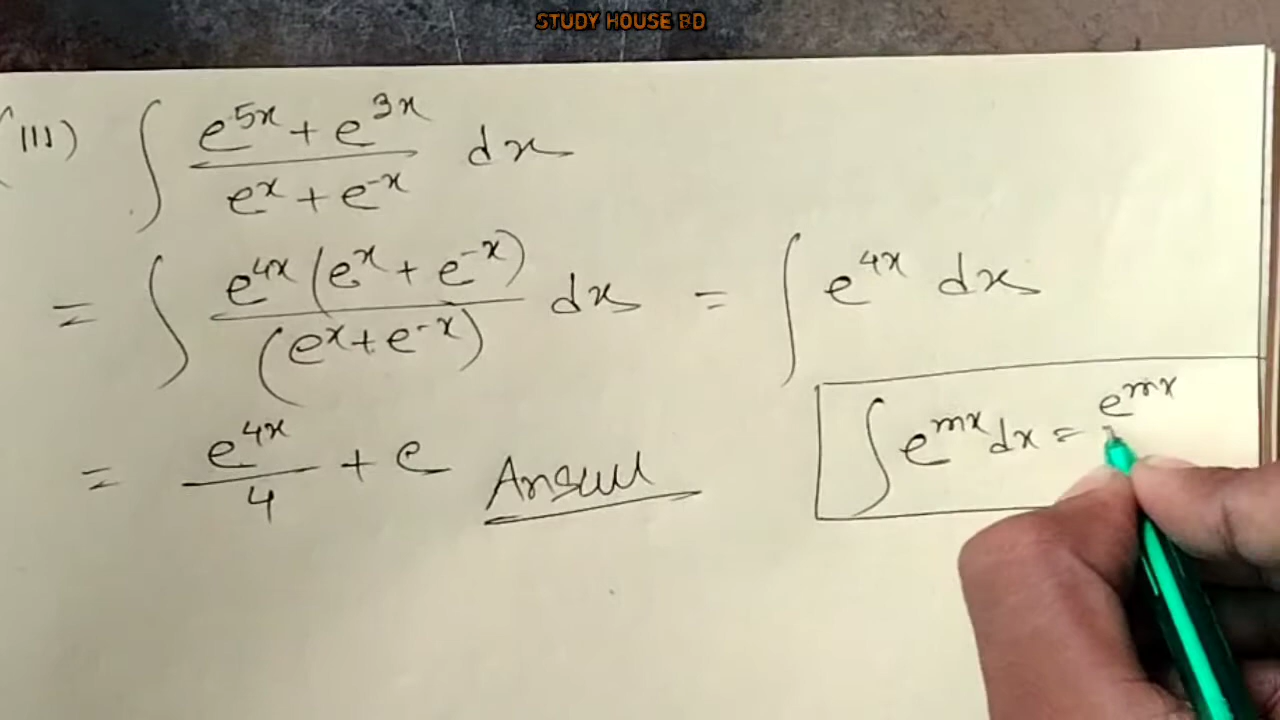 STUDY HOUSE BD
(III) ∫ (e^{5x} + e^{3x}) / (e^x + e^{-x}) dx
= ∫ e^{4x} (e^x + e^{-x}) / (e^x + e^{-x}) dx = ∫ e^{4x} dx
= e^{4x} / 4 + c Answer
∫ e^{mx} dx = e^{mx}